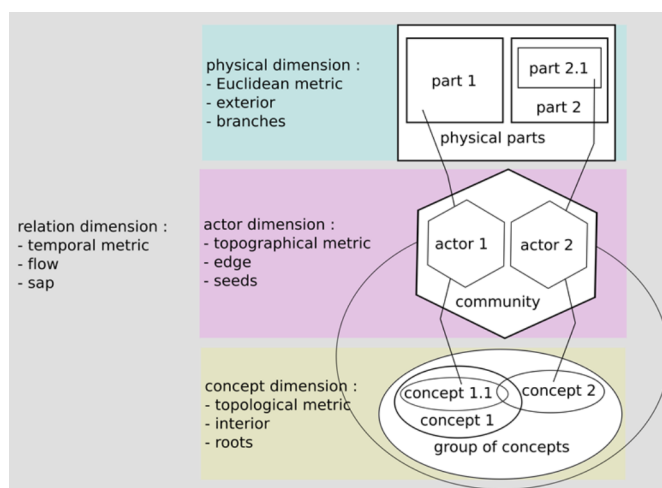 physical dimension :
- Euclidean metric
- exterior
- branches
part 1
part 2.1
part 2
physical parts
relation dimension :
- temporal metric
- flow
- sap
actor dimension :
- topographical metric
- edge
- seeds
actor 1
actor 2
community
concept dimension :
- topological metric
- interior
- roots
concept 1.1
concept 2
concept 1
group of concepts